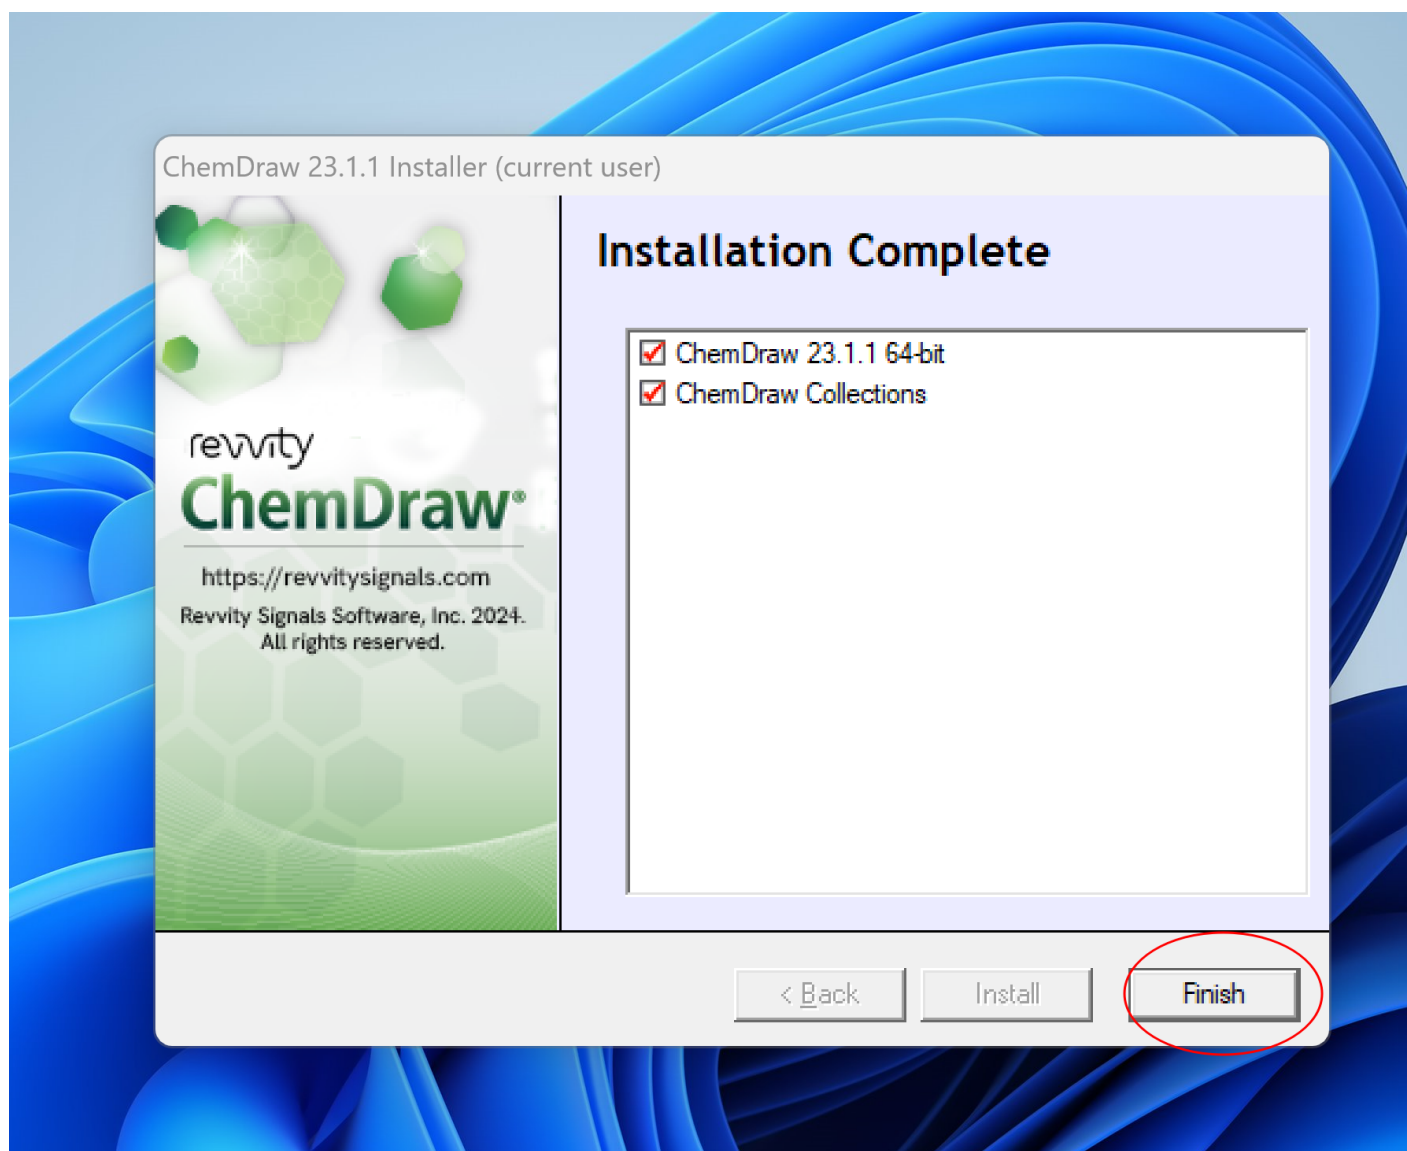 ChemDraw 23.1.1 Installer (current user)
revvity
ChemDraw®
https://revvitysignals.com
Revvity Signals Software, Inc. 2024.
All rights reserved.
Installation Complete
ChemDraw 23.1.1 64-bit
ChemDraw Collections
< Back
Install
Finish